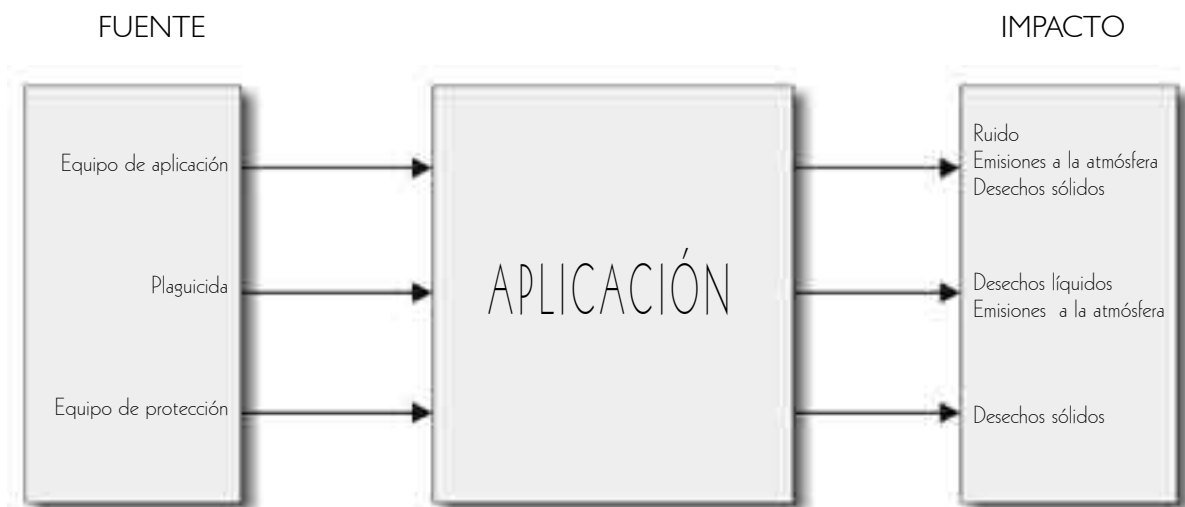 FUENTE
IMPACTO
Equipo de aplicación
Plaguicida
Equipo de protección
APLICACIÓN
Ruido
Emisiones a la atmósfera
Desechos sólidos
Desechos líquidos
Emisiones a la atmósfera
Desechos sólidos